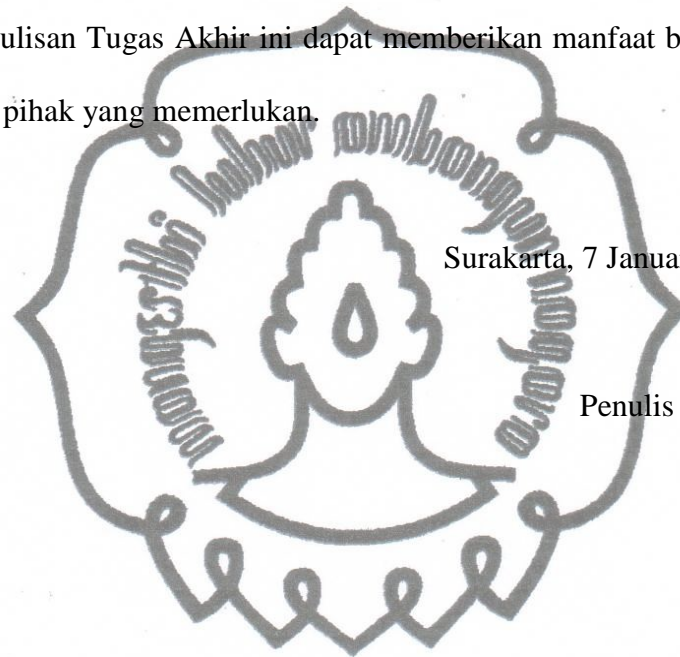 ulisan Tugas Akhir ini dapat memberikan manfaat b
pihak yang memerlukan.
Surakarta, 7 Janua
Penulis